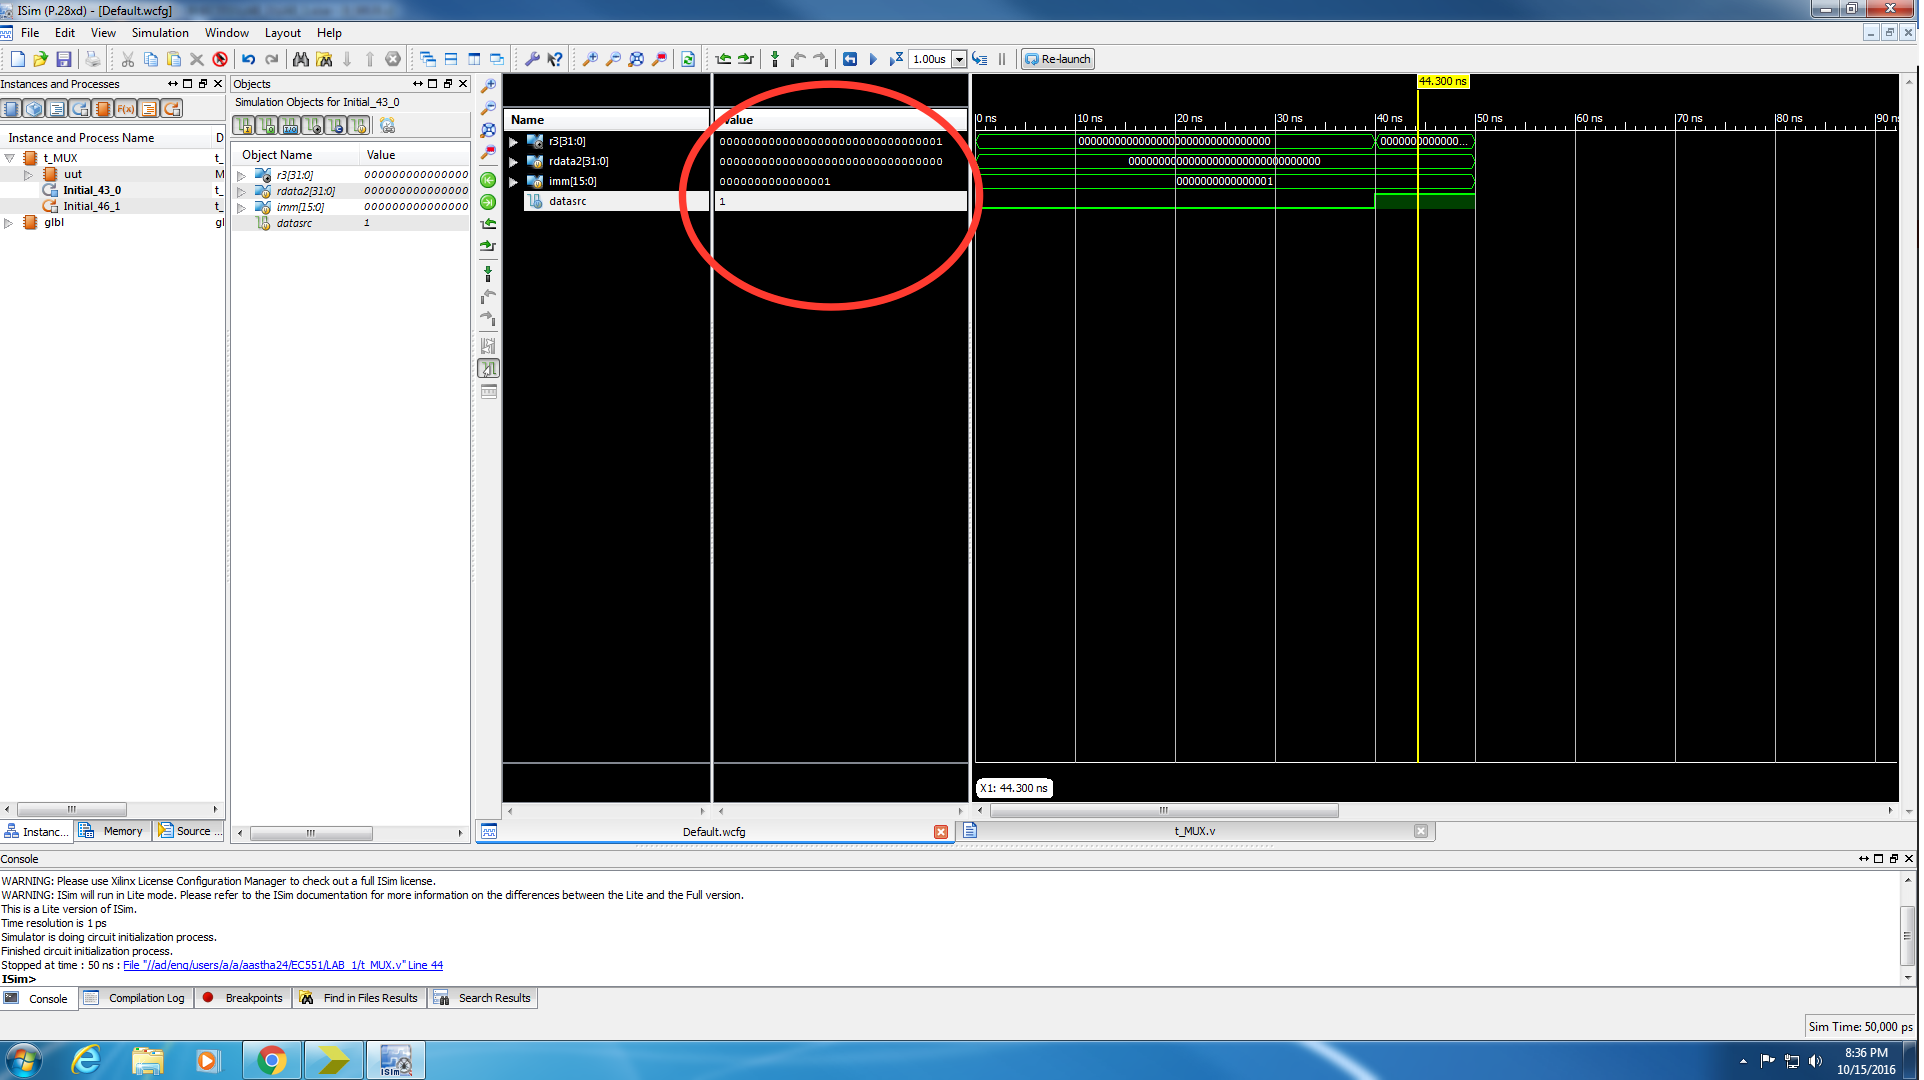 ISim (P.28xd) - [Default.wcfg]
File Edit View Simulation Window Layout Help
1.00us Re-launch
Instances and Processes
Instance and Process Name D
t_MUX t_
uut M
Initial_43_0 t_
Initial_46_1 t_
glbl gl
Instanc... Memory Source ...
Objects
Simulation Objects for Initial_43_0
Object Name Value
r3[31:0] 000000000000000
rdata2[31:0] 000000000000000
imm[15:0] 000000000000000
datasrc 1
Name Value
r3[31:0] 00000000000000000000000000000001
rdata2[31:0] 00000000000000000000000000000000
imm[15:0] 0000000000000001
datasrc 1
44.300 ns
0 ns 10 ns 20 ns 30 ns 40 ns 50 ns 60 ns 70 ns 80 ns 90 ns
00000000000000000000000000000000 0000000000000...
00000000000000000000000000000000
0000000000000001
X1: 44.300 ns
Default.wcfg t_MUX.v
Console
WARNING: Please use Xilinx License Configuration Manager to check out a full ISim license.
WARNING: ISim will run in Lite mode. Please refer to the ISim documentation for more information on the differences between the Lite and the Full version.
This is a Lite version of ISim.
Time resolution is 1 ps
Simulator is doing circuit initialization process.
Finished circuit initialization process.
Stopped at time : 50 ns : File "//ad/eng/users/a/a/aastha24/EC551/LAB_1/t_MUX.v" Line 44
ISim>
Console Compilation Log Breakpoints Find in Files Results Search Results
Sim Time: 50,000 ps
ISim
8:36 PM
10/15/2016